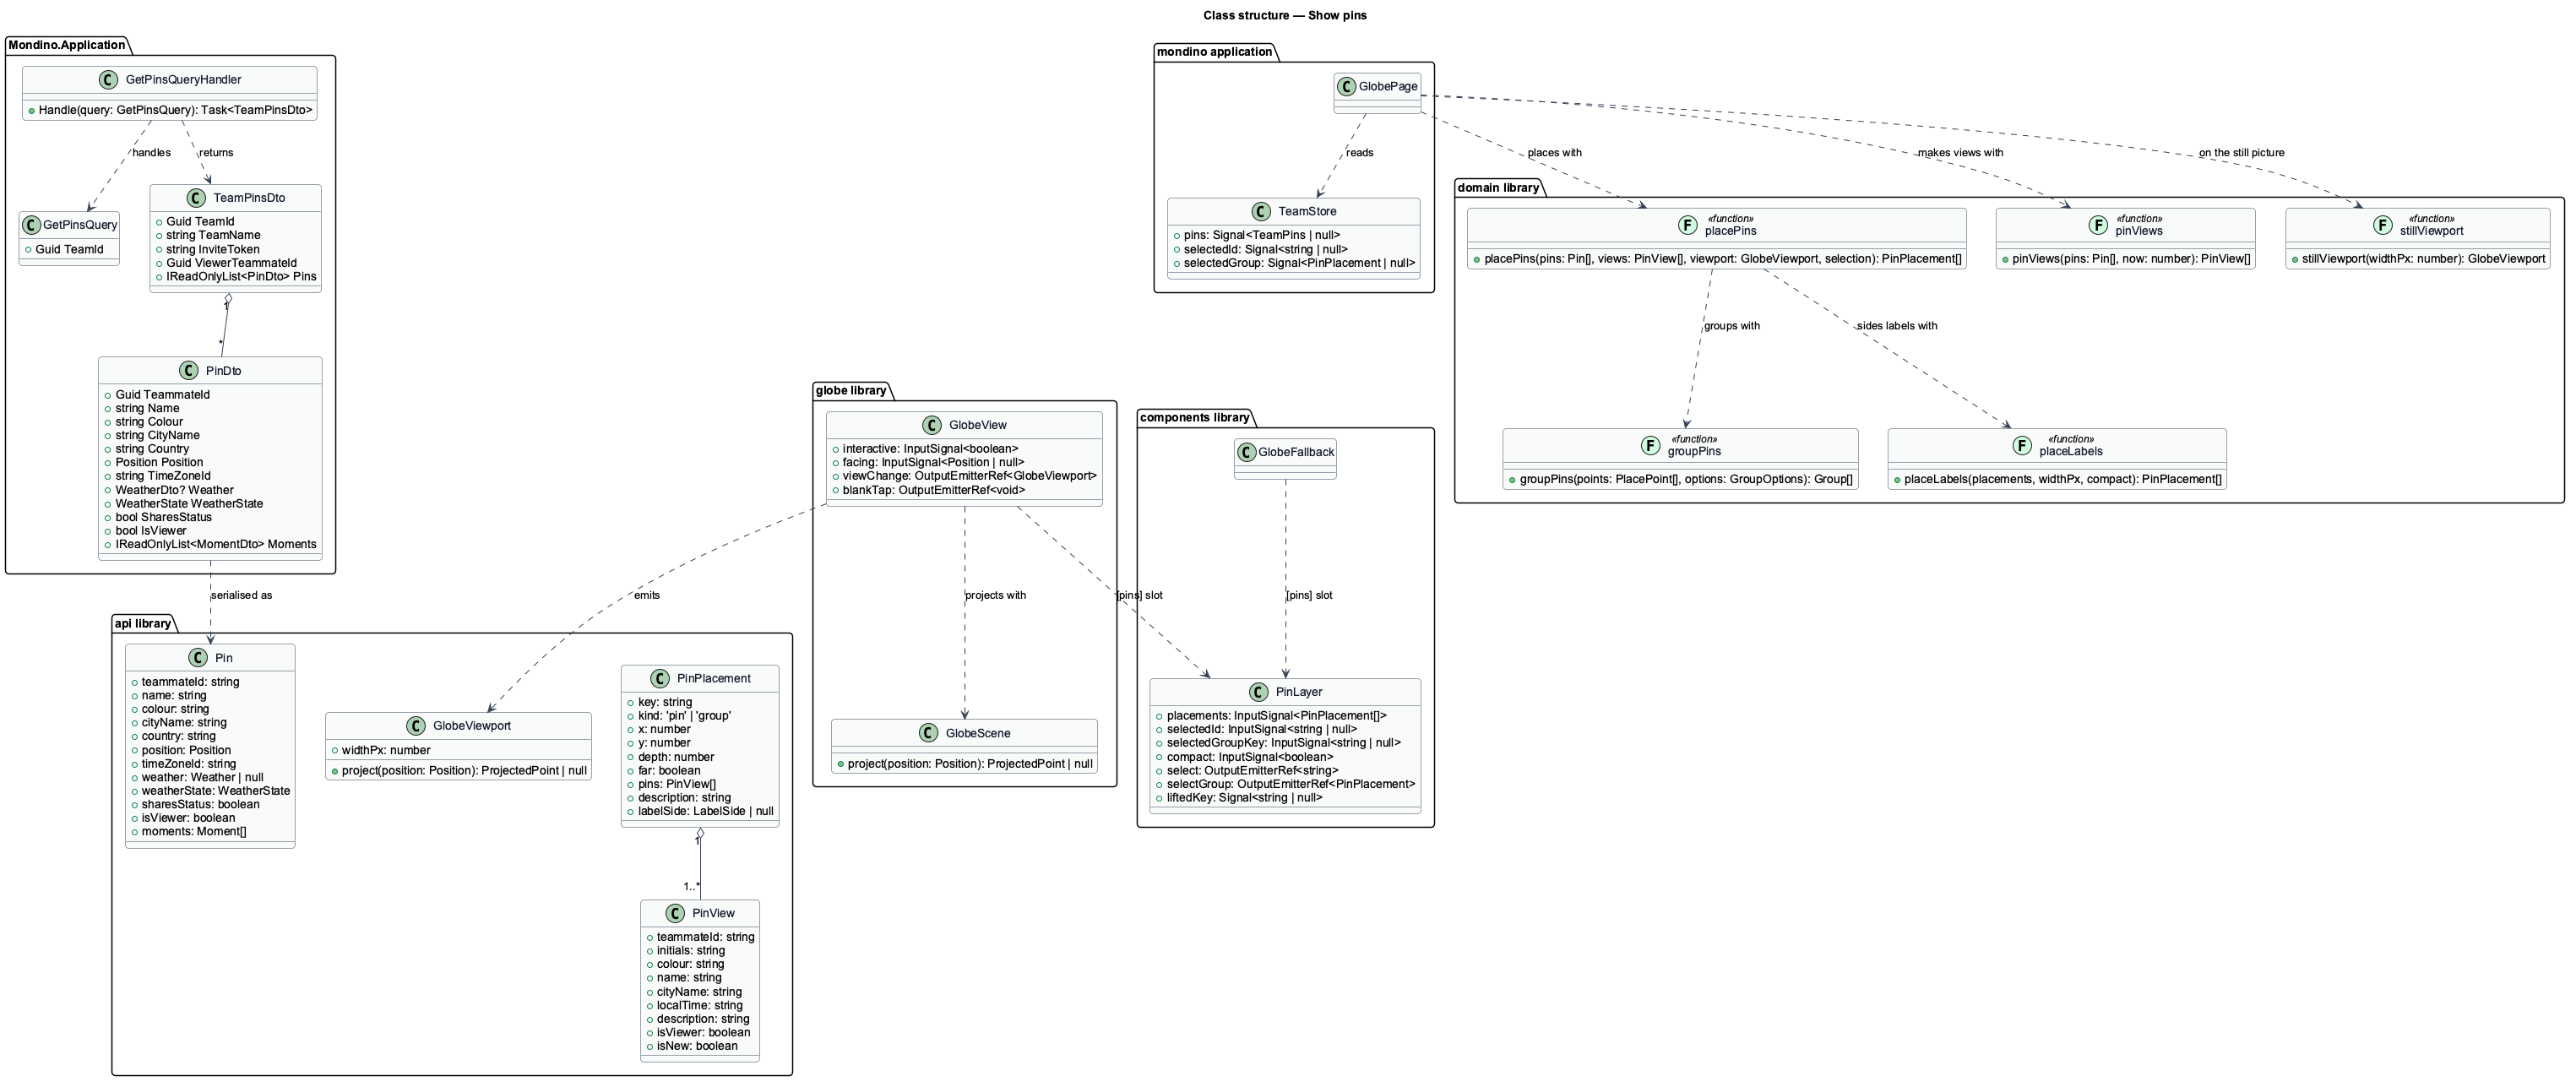 Class structure — Show pins
Mondino.Application
C GetPinsQueryHandler
Handle(query: GetPinsQuery): Task<TeamPinsDto>
handles
returns
C GetPinsQuery
Guid TeamId
C TeamPinsDto
Guid TeamId
string TeamName
string InviteToken
Guid ViewerTeammateId
IReadOnlyList<PinDto> Pins
1
*
C PinDto
Guid TeammateId
string Name
string Colour
string CityName
string Country
Position Position
string TimeZoneId
WeatherDto? Weather
WeatherState WeatherState
bool SharesStatus
bool IsViewer
IReadOnlyList<MomentDto> Moments
serialised as
mondino application
C GlobePage
reads
C TeamStore
pins: Signal<TeamPins | null>
selectedId: Signal<string | null>
selectedGroup: Signal<PinPlacement | null>
places with
makes views with
on the still picture
domain library
F «function»
placePins
placePins(pins: Pin[], views: PinView[], viewport: GlobeViewport, selection): PinPlacement[]
F «function»
pinViews
pinViews(pins: Pin[], now: number): PinView[]
F «function»
stillViewport
stillViewport(widthPx: number): GlobeViewport
groups with
sides labels with
F «function»
groupPins
groupPins(points: PlacePoint[], options: GroupOptions): Group[]
F «function»
placeLabels
placeLabels(placements, widthPx, compact): PinPlacement[]
globe library
C GlobeView
interactive: InputSignal<boolean>
facing: InputSignal<Position | null>
viewChange: OutputEmitterRef<GlobeViewport>
blankTap: OutputEmitterRef<void>
emits
projects with
[pins] slot
C GlobeScene
project(position: Position): ProjectedPoint | null
components library
C GlobeFallback
[pins] slot
C PinLayer
placements: InputSignal<PinPlacement[]>
selectedId: InputSignal<string | null>
selectedGroupKey: InputSignal<string | null>
compact: InputSignal<boolean>
select: OutputEmitterRef<string>
selectGroup: OutputEmitterRef<PinPlacement>
liftedKey: Signal<string | null>
api library
C Pin
teammateId: string
name: string
colour: string
cityName: string
country: string
position: Position
timeZoneId: string
weather: Weather | null
weatherState: WeatherState
sharesStatus: boolean
isViewer: boolean
moments: Moment[]
C GlobeViewport
widthPx: number
project(position: Position): ProjectedPoint | null
C PinPlacement
key: string
kind: 'pin' | 'group'
x: number
y: number
depth: number
far: boolean
pins: PinView[]
description: string
labelSide: LabelSide | null
1
1..*
C PinView
teammateId: string
initials: string
colour: string
name: string
cityName: string
localTime: string
description: string
isViewer: boolean
isNew: boolean